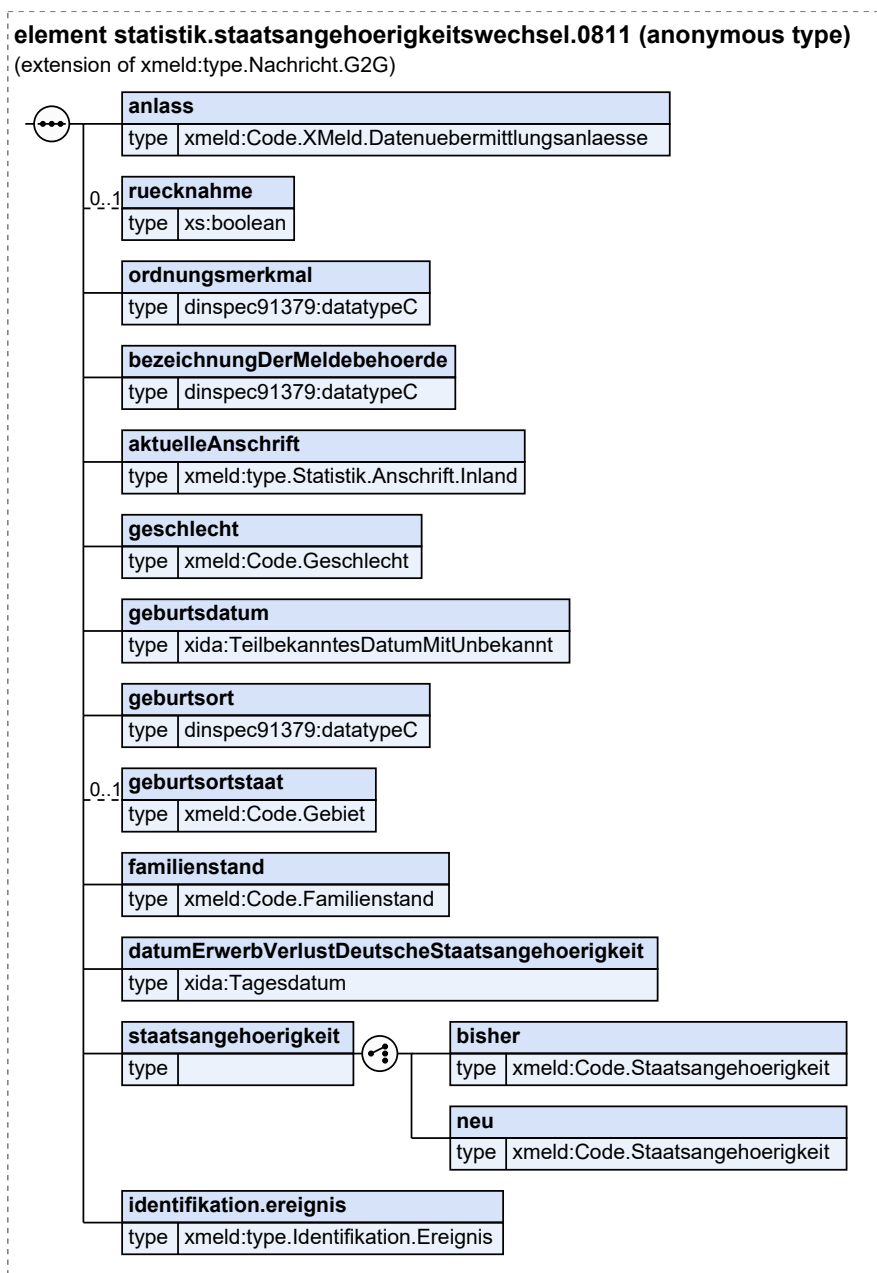 element statistik.staatsangehoerigkeitswechsel.0811 (anonymous type)
(extension of xmeld:type.Nachricht.G2G)
anlass
type xmeld:Code.XMeld.Datenuebermittlungsanlaesse
0..1
ruecknahme
type xs:boolean
ordnungsmerkmal
type dinspec91379:datatypeC
bezeichnungDerMeldebehoerde
type dinspec91379:datatypeC
aktuelleAnschrift
type xmeld:type.Statistik.Anschrift.Inland
geschlecht
type xmeld:Code.Geschlecht
geburtsdatum
type xida:TeilbekanntesDatumMitUnbekannt
geburtsort
type dinspec91379:datatypeC
0..1
geburtsortstaat
type xmeld:Code.Gebiet
familienstand
type xmeld:Code.Familienstand
datumErwerbVerlustDeutscheStaatsangehoerigkeit
type xida:Tagesdatum
staatsangehoerigkeit
type
bisher
type xmeld:Code.Staatsangehoerigkeit
neu
type xmeld:Code.Staatsangehoerigkeit
identifikation.ereignis
type xmeld:type.Identifikation.Ereignis